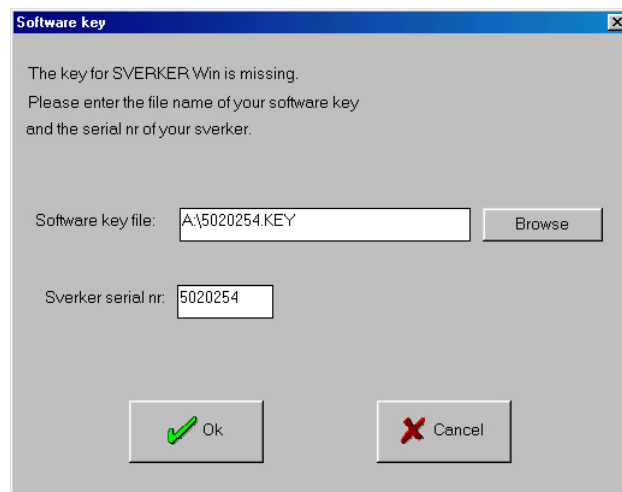 Software key
The key for SVERKER Win is missing.
Please enter the file name of your software key
and the serial nr of your sverker.
Software key file: A:\5020254.KEY Browse
Sverker serial nr: 5020254
Ok Cancel